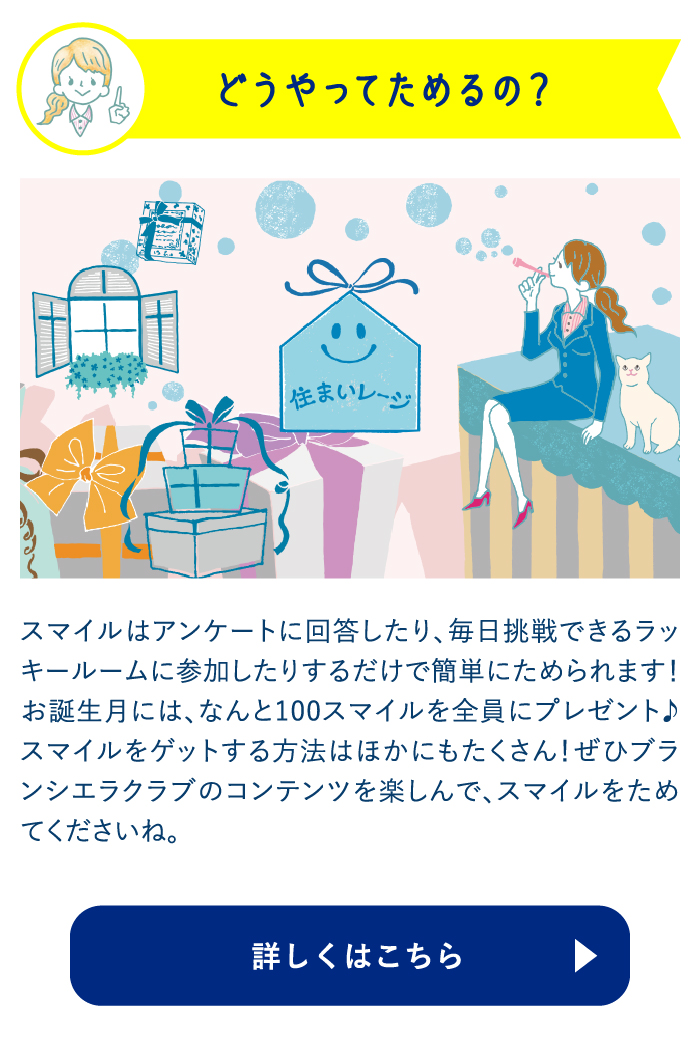 どうやってためるの？
住まいレージ
スマイルはアンケートに回答したり、毎日挑戦できるラッ
キールームに参加したりするだけで簡単にためられます！
お誕生月には、なんと100スマイルを全員にプレゼント♪
スマイルをゲットする方法はほかにもたくさん！ぜひブラ
ンシエラクラブのコンテンツを楽しんで、スマイルをため
てくださいね。
詳しくはこちら